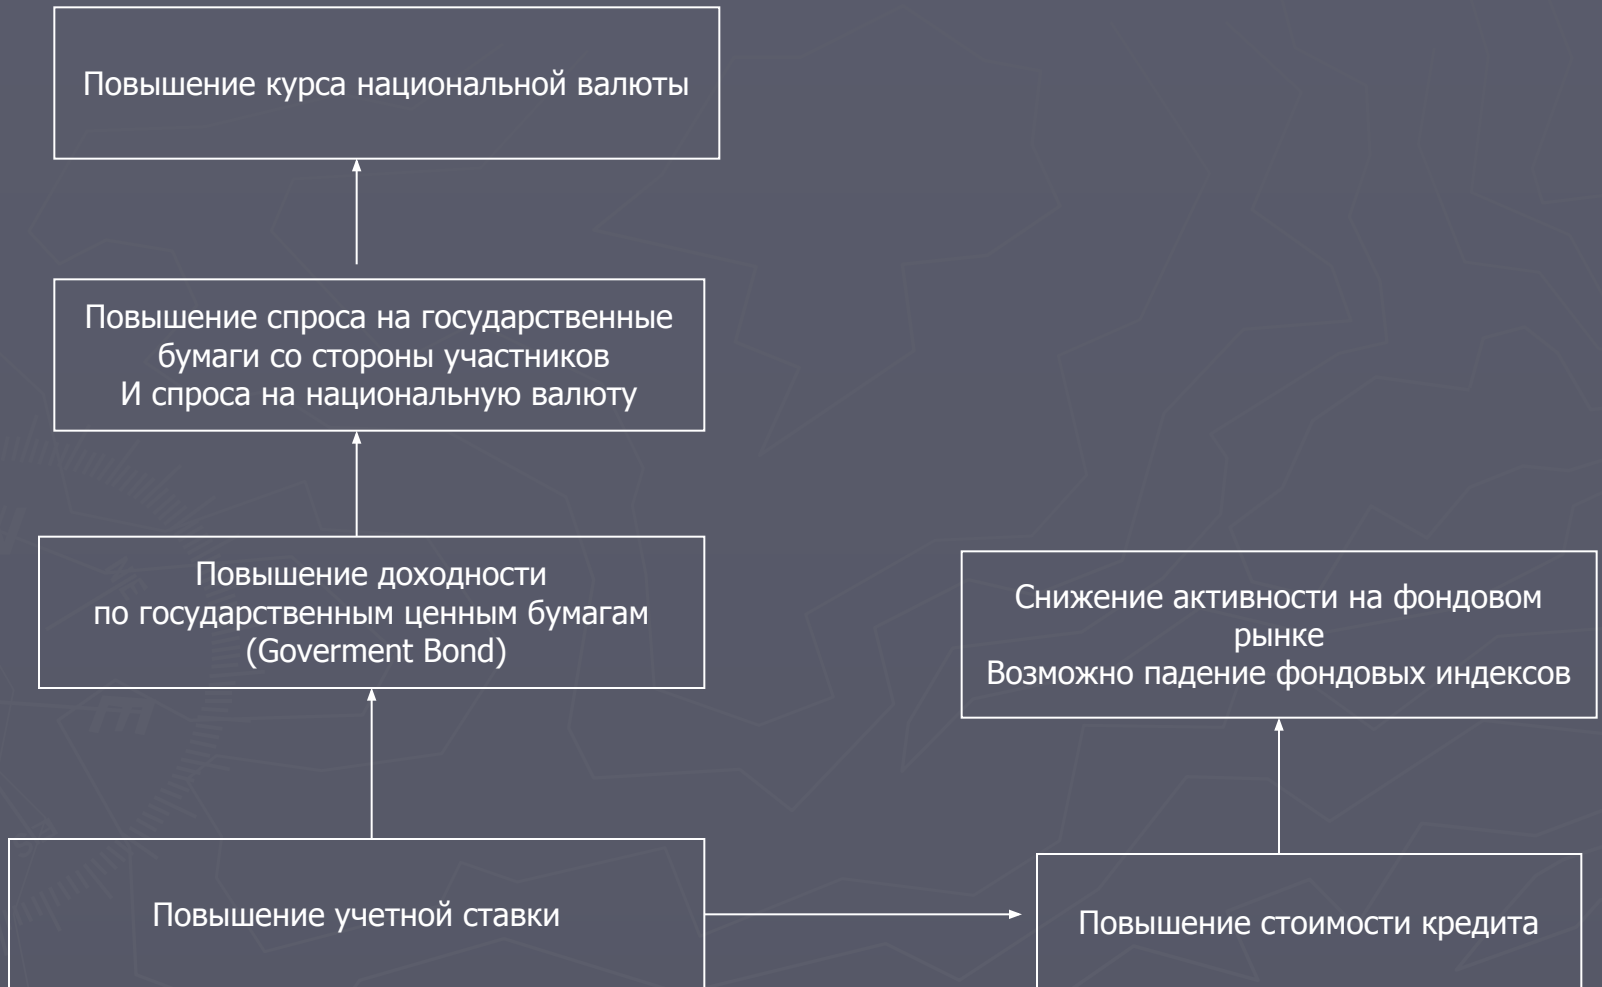 Повышение курса национальной валюты
Повышение спроса на государственные
бумаги со стороны участников
И спроса на национальную валюту
Повышение доходности
по государственным ценным бумагам
(Goverment Bond)
Снижение активности на фондовом
рынке
Возможно падение фондовых индексов
Повышение учетной ставки
Повышение стоимости кредита